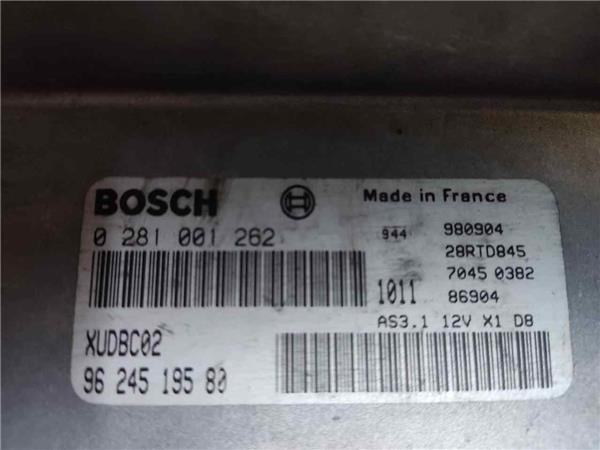 BOSCH
Made in France
0 281 001 262
944 980904
28RTD845
7045 0382
1011 86904
AS3.1 12V X1 D8
XUDBC02
96 245 195 80